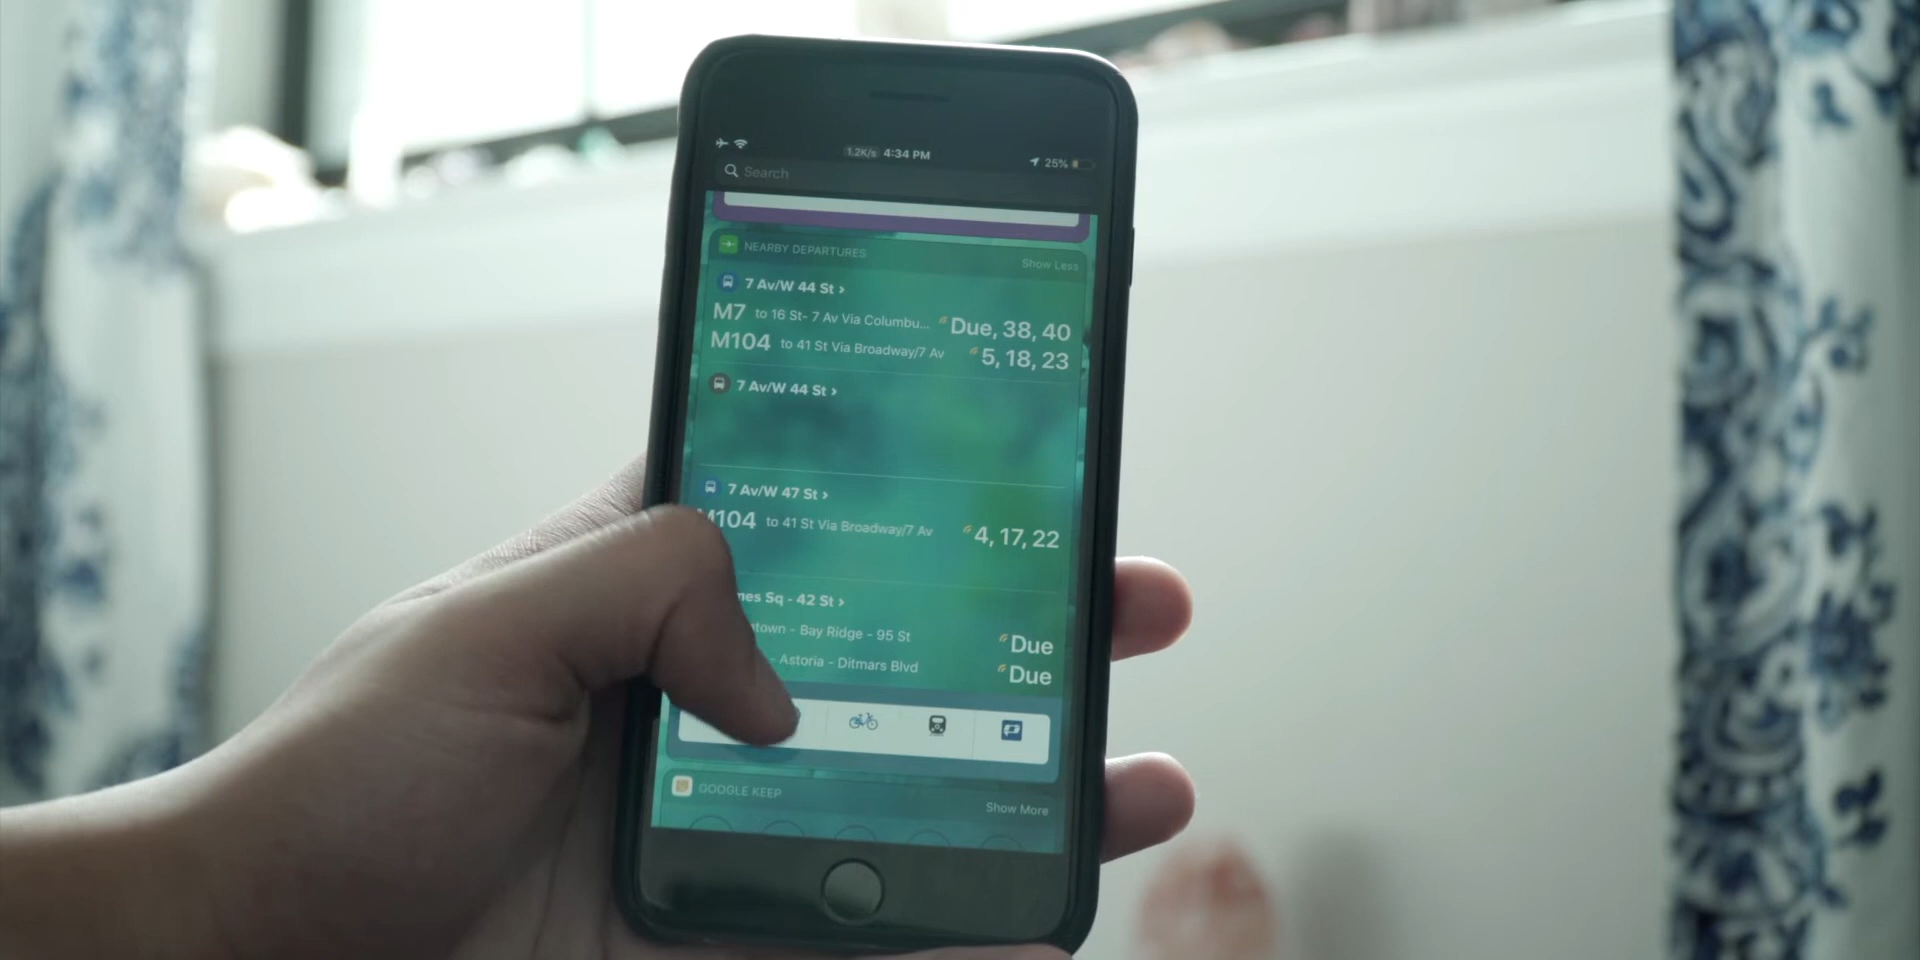 1.2K/s 4:34 PM 25%
Search
NEARBY DEPARTURES Show Less
7 Av/W 44 St >
M7 to 16 St- 7 Av Via Columbu... Due, 38, 40
M104 to 41 St Via Broadway/7 Av 5, 18, 23
7 Av/W 44 St >
7 Av/W 47 St >
M104 to 41 St Via Broadway/7 Av 4, 17, 22
mes Sq - 42 St >
ntown - Bay Ridge - 95 St Due
- Astoria - Ditmars Blvd Due
GOOGLE KEEP Show More